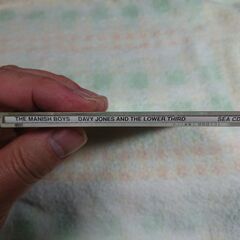 THE MANISH BOYS DAVY JONES AND THE LOWER THIRD SEA CD